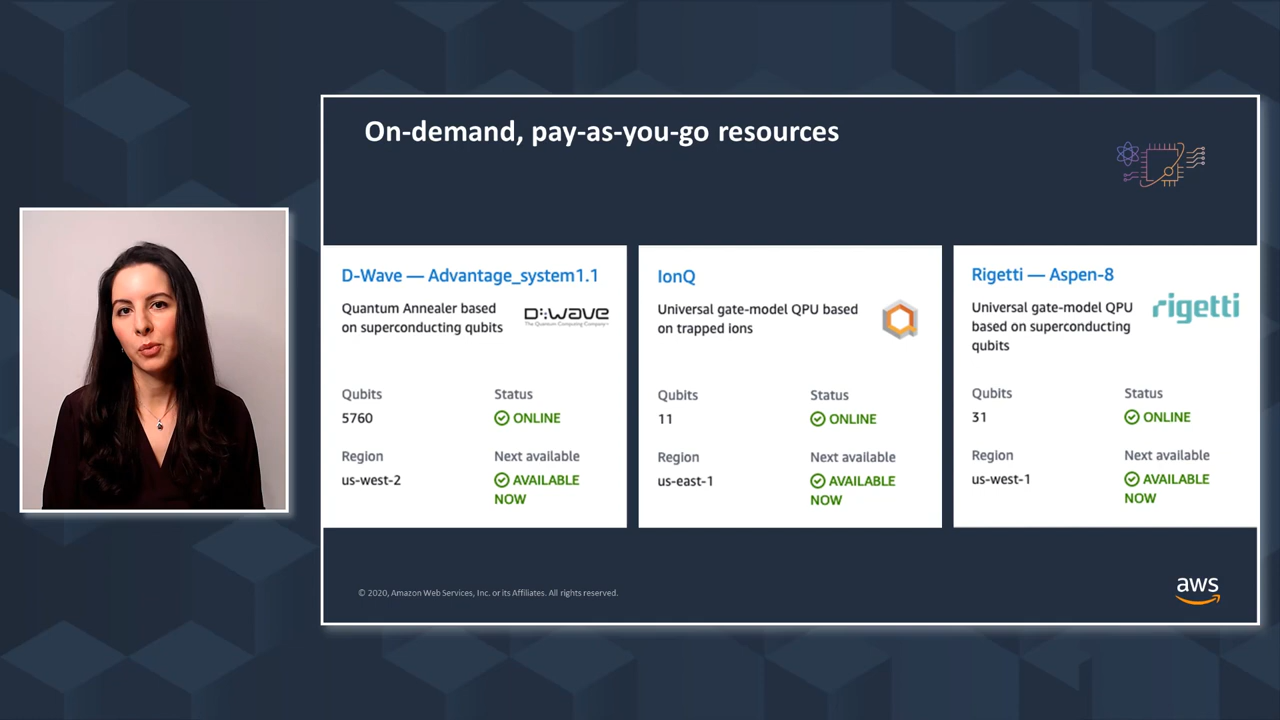 On-demand, pay-as-you-go resources
D-Wave — Advantage_system1.1
Quantum Annealer based
on superconducting qubits
D:Wave
The Quantum Computing Company™
Qubits
5760
Status
ONLINE
Region
us-west-2
Next available
AVAILABLE
NOW
IonQ
Universal gate-model QPU based
on trapped ions
Qubits
11
Status
ONLINE
Region
us-east-1
Next available
AVAILABLE
NOW
Rigetti — Aspen-8
Universal gate-model QPU
based on superconducting
qubits
rigetti
Qubits
31
Status
ONLINE
Region
us-west-1
Next available
AVAILABLE
NOW
© 2020, Amazon Web Services, Inc. or its Affiliates. All rights reserved.
aws